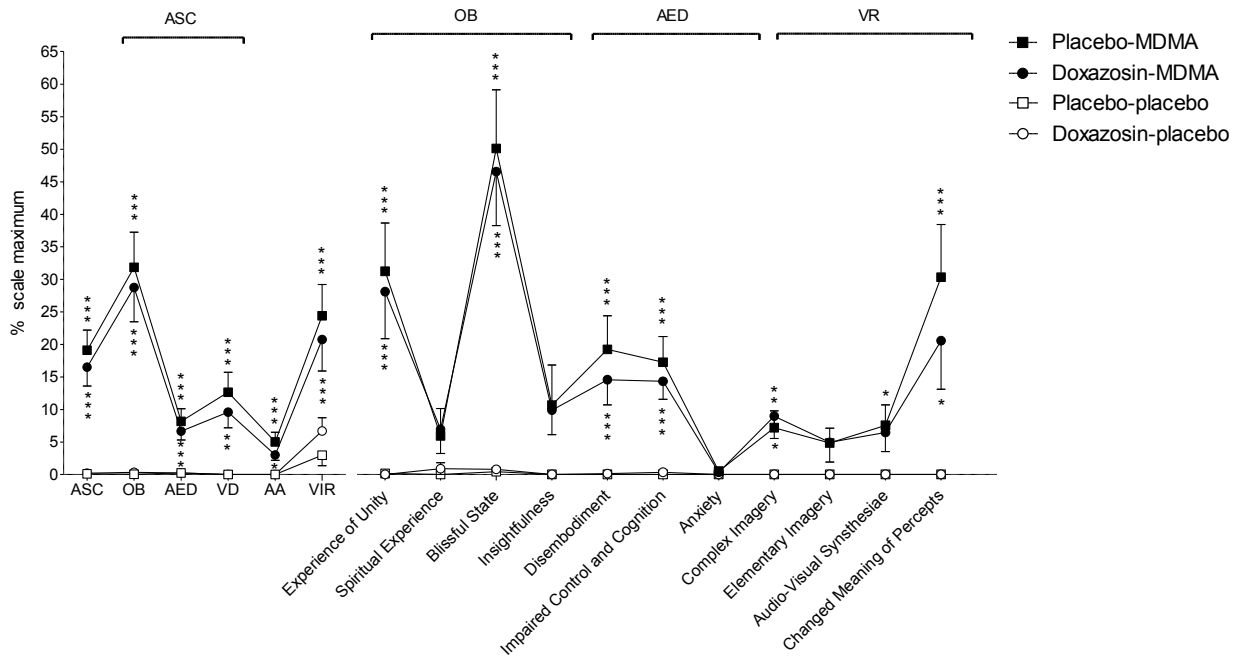 ASC
OB
AED
VR
Placebo-MDMA
Doxazosin-MDMA
Placebo-placebo
Doxazosin-placebo
% scale maximum
65
60
55
50
45
40
35
30
25
20
15
10
5
0
***
***
***
***
***
***
***
***
***
**
*
***
***
***
***
***
***
***
***
***
**
*
*
***
*
ASC
OB
AED
VD
AA
VIR
Experience of Unity
Spiritual Experience
Blissful State
Insightfulness
Disembodiment
Impaired Control and Cognition
Anxiety
Complex Imagery
Elementary Imagery
Audio-Visual Synsthesiae
Changed Meaning of Percepts